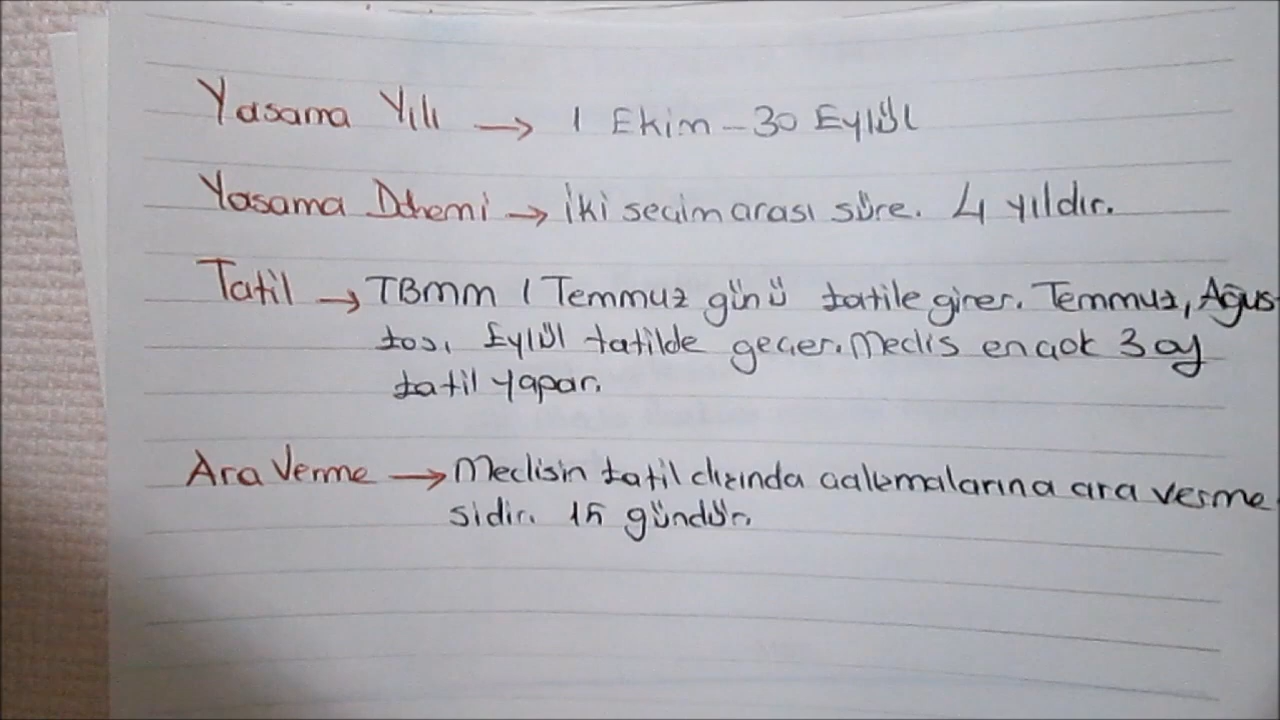 Yasama Yılı → 1 Ekim - 30 Eylül
Yasama Dönemi → İki seçim arası süre. 4 yıldır.
Tatil → TBMM 1 Temmuz günü tatile girer. Temmuz, Ağus-
tos, Eylül tatilde geçer. Meclis en çok 3 ay
tatil yapar.
Ara Verme → Meclisin tatil dışında çalışmalarına ara verme
sidir. 15 gündür.